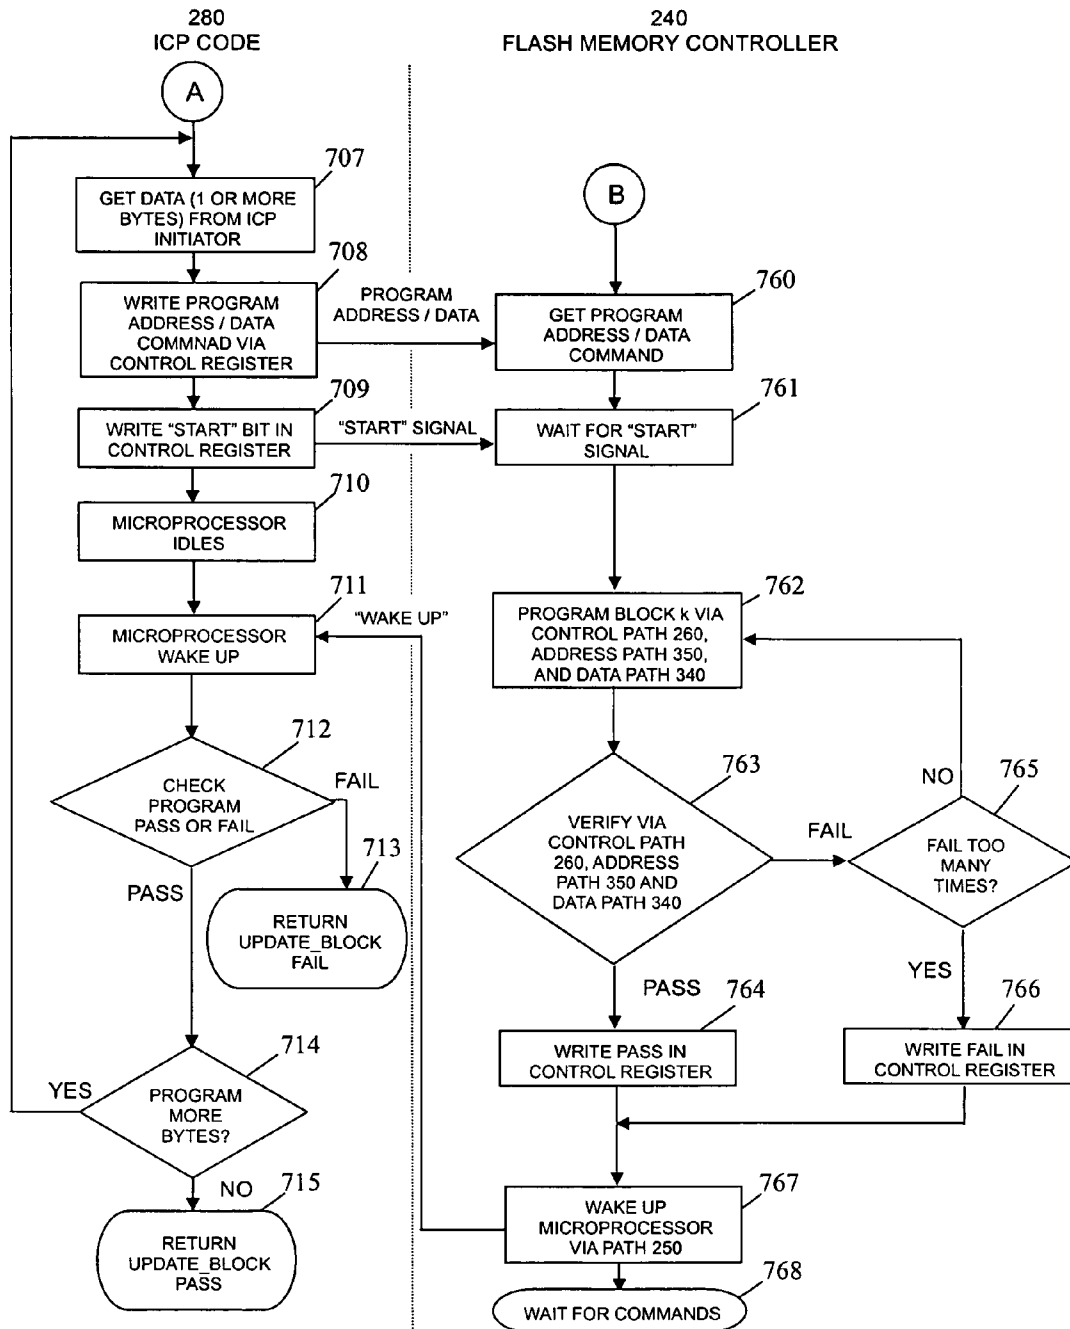 280
ICP CODE
240
FLASH MEMORY CONTROLLER
A
707
GET DATA (1 OR MORE
BYTES) FROM ICP
INITIATOR
B
708
WRITE PROGRAM
ADDRESS / DATA
COMMNAD VIA
CONTROL REGISTER
PROGRAM
ADDRESS / DATA
760
GET PROGRAM
ADDRESS / DATA
COMMAND
709
WRITE “START” BIT IN
CONTROL REGISTER
“START” SIGNAL
761
WAIT FOR “START”
SIGNAL
710
MICROPROCESSOR
IDLES
711
MICROPROCESSOR
WAKE UP
“WAKE UP”
762
PROGRAM BLOCK k VIA
CONTROL PATH 260,
ADDRESS PATH 350,
AND DATA PATH 340
712
CHECK
PROGRAM
PASS OR FAIL
FAIL
PASS
713
RETURN
UPDATE_BLOCK
FAIL
763
VERIFY VIA
CONTROL PATH
260, ADDRESS
PATH 350 AND
DATA PATH 340
FAIL
NO
765
FAIL TOO
MANY
TIMES?
YES
PASS
764
WRITE PASS IN
CONTROL REGISTER
766
WRITE FAIL IN
CONTROL REGISTER
714
YES
PROGRAM
MORE
BYTES?
NO
715
RETURN
UPDATE_BLOCK
PASS
767
WAKE UP
MICROPROCESSOR
VIA PATH 250
768
WAIT FOR COMMANDS